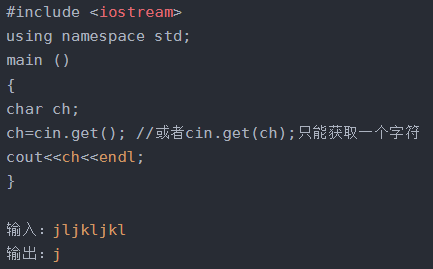 #include <iostream>
using namespace std;
main ()
{
char ch;
ch=cin.get(); //或者cin.get(ch);只能获取一个字符
cout<<ch<<endl;
}
输入：jljkljkl
输出：j